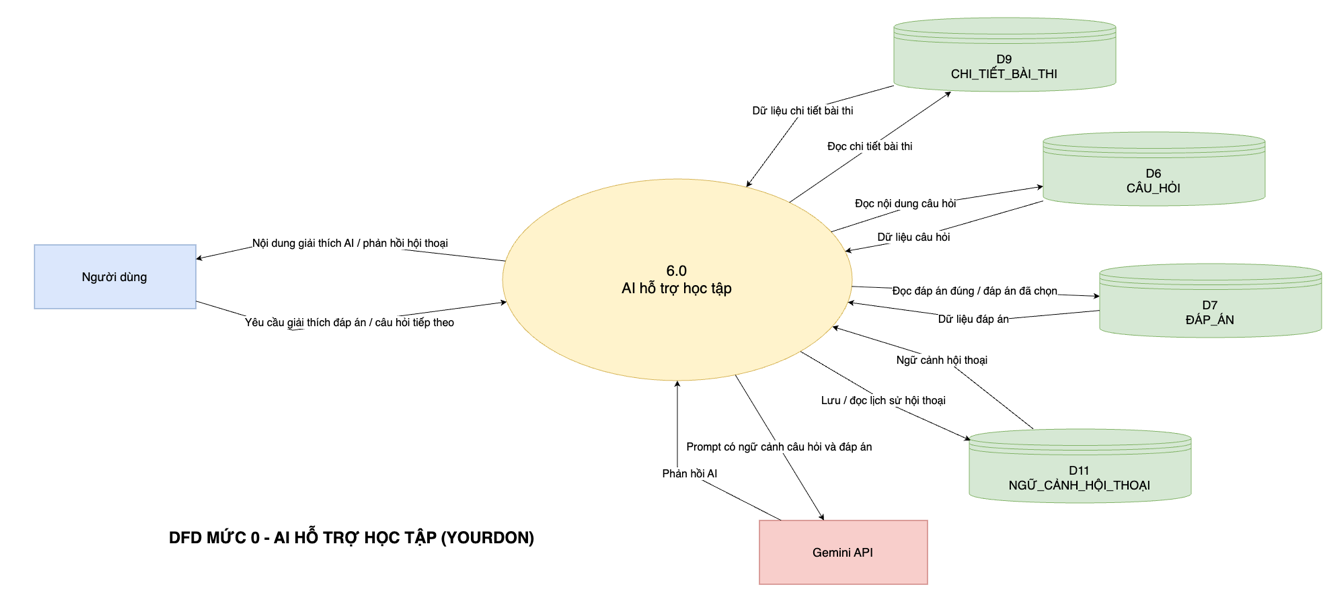 D9
CHI_TIẾT_BÀI_THI
Dữ liệu chi tiết bài thi
Đọc chi tiết bài thi
D6
CÂU_HỎI
Đọc nội dung câu hỏi
Dữ liệu câu hỏi
Nội dung giải thích AI / phản hồi hội thoại
Người dùng
6.0
AI hỗ trợ học tập
Yêu cầu giải thích đáp án / câu hỏi tiếp theo
Đọc đáp án đúng / đáp án đã chọn
D7
ĐÁP_ÁN
Dữ liệu đáp án
Ngữ cảnh hội thoại
Lưu / đọc lịch sử hội thoại
Prompt có ngữ cảnh câu hỏi và đáp án
Phản hồi AI
D11
NGỮ_CẢNH_HỘI_THOẠI
DFD MỨC 0 - AI HỖ TRỢ HỌC TẬP (YOURDON)
Gemini API